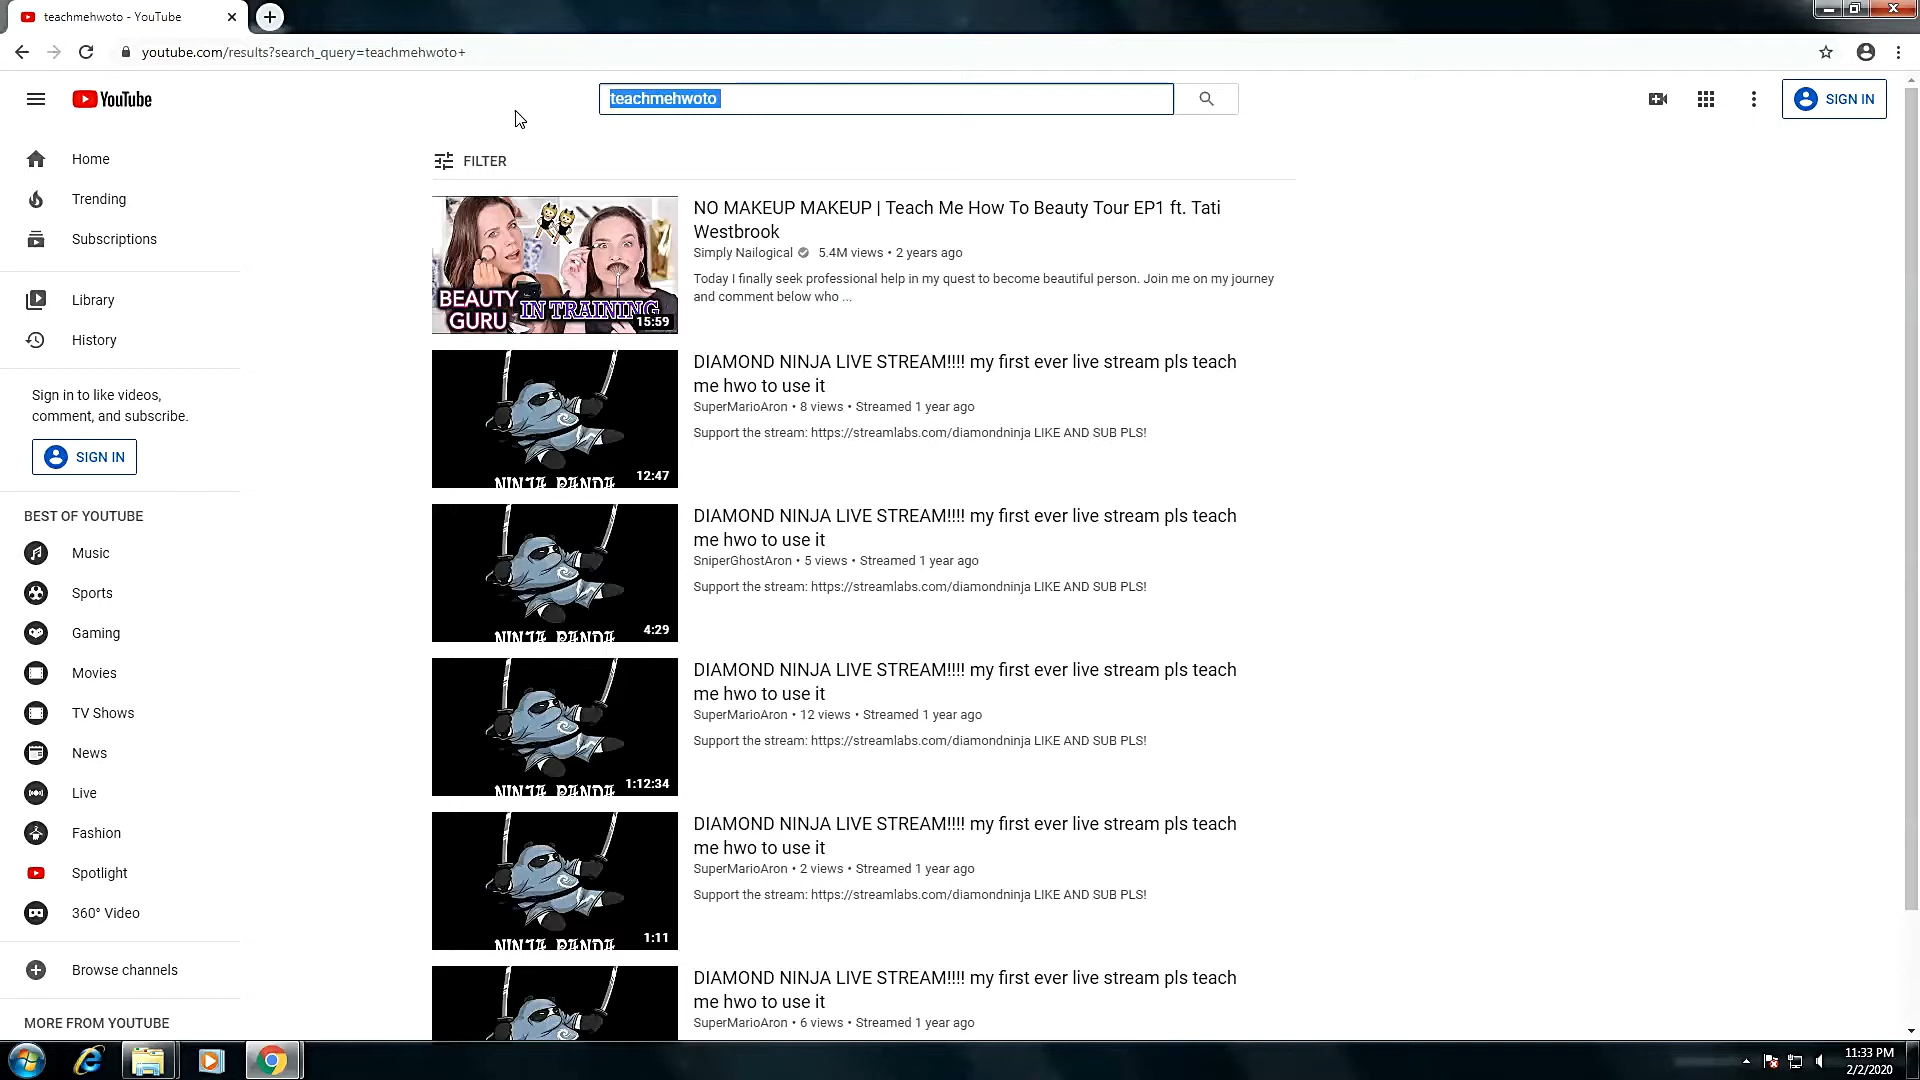 teachmehwoto - YouTube
youtube.com/results?search_query=teachmehwoto+
YouTube
teachmehwoto
SIGN IN
Home
Trending
Subscriptions
Library
History
Sign in to like videos,
comment, and subscribe.
SIGN IN
BEST OF YOUTUBE
Music
Sports
Gaming
Movies
TV Shows
News
Live
Fashion
Spotlight
360° Video
Browse channels
MORE FROM YOUTUBE
FILTER
BEAUTY
GURU IN TRAINING
15:59
NO MAKEUP MAKEUP | Teach Me How To Beauty Tour EP1 ft. Tati
Westbrook
Simply Nailogical 5.4M views • 2 years ago
Today I finally seek professional help in my quest to become beautiful person. Join me on my journey
and comment below who ...
NINJA PANDA
12:47
DIAMOND NINJA LIVE STREAM!!!! my first ever live stream pls teach
me hwo to use it
SuperMarioAron • 8 views • Streamed 1 year ago
Support the stream: https://streamlabs.com/diamondninja LIKE AND SUB PLS!
NINJA PANDA
4:29
DIAMOND NINJA LIVE STREAM!!!! my first ever live stream pls teach
me hwo to use it
SniperGhostAron • 5 views • Streamed 1 year ago
Support the stream: https://streamlabs.com/diamondninja LIKE AND SUB PLS!
NINJA PANDA
1:12:34
DIAMOND NINJA LIVE STREAM!!!! my first ever live stream pls teach
me hwo to use it
SuperMarioAron • 12 views • Streamed 1 year ago
Support the stream: https://streamlabs.com/diamondninja LIKE AND SUB PLS!
NINJA PANDA
1:11
DIAMOND NINJA LIVE STREAM!!!! my first ever live stream pls teach
me hwo to use it
SuperMarioAron • 2 views • Streamed 1 year ago
Support the stream: https://streamlabs.com/diamondninja LIKE AND SUB PLS!
DIAMOND NINJA LIVE STREAM!!!! my first ever live stream pls teach
me hwo to use it
SuperMarioAron • 6 views • Streamed 1 year ago
11:33 PM
2/2/2020